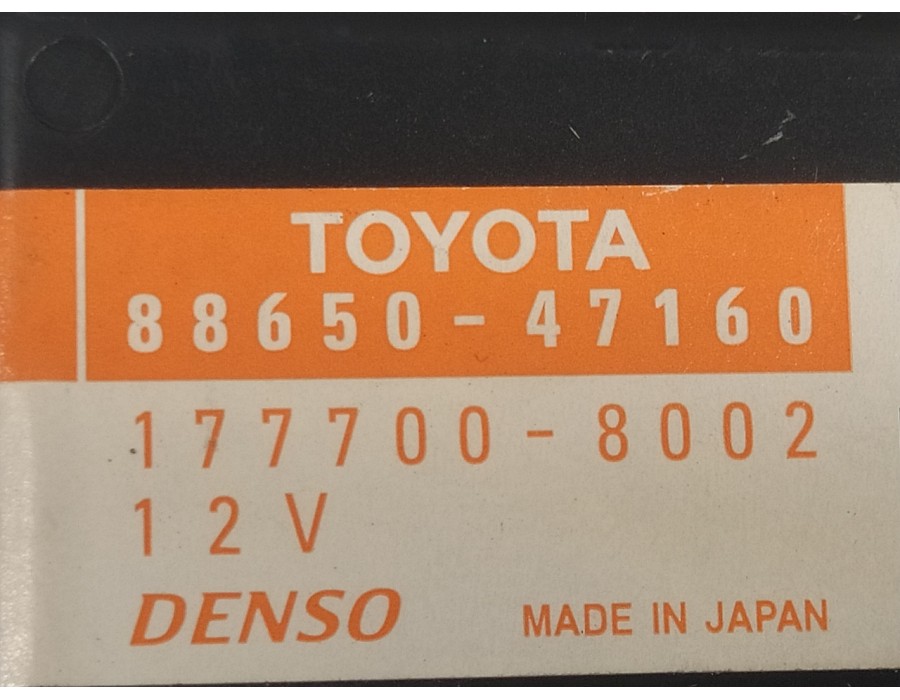 TOYOTA
88650-47160
177700-8002
12V
DENSO
MADE IN JAPAN